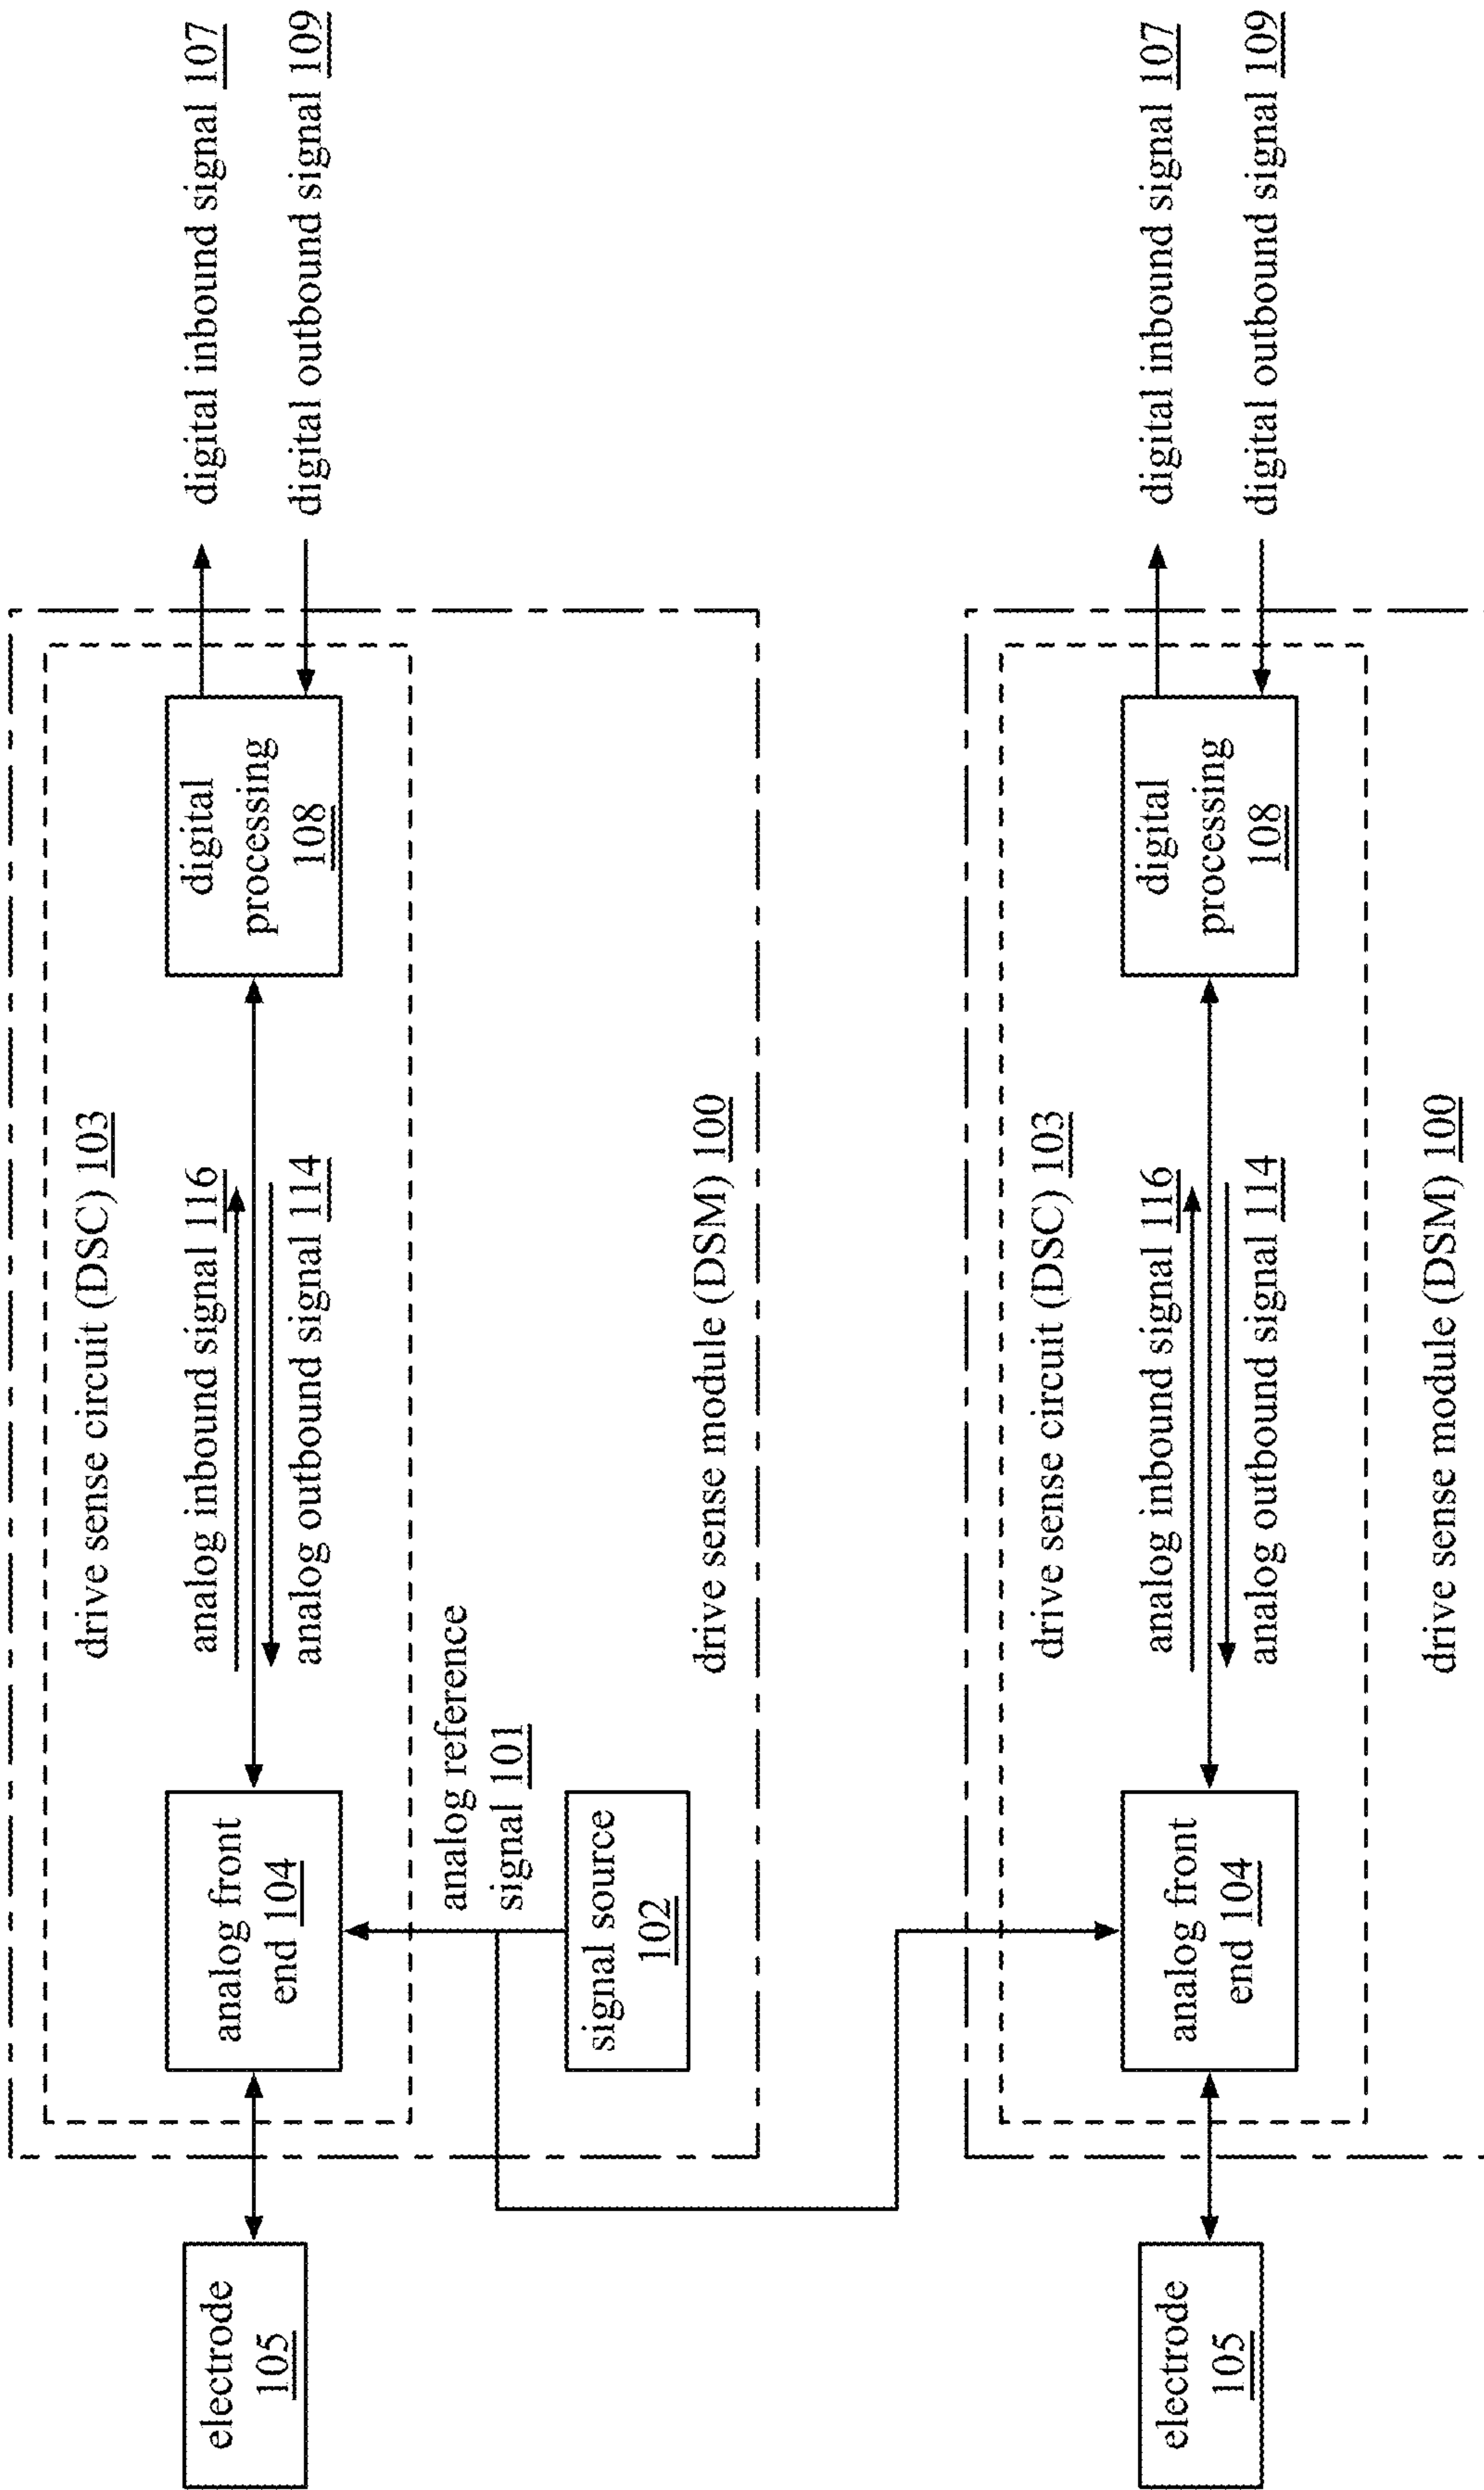 drive sense circuit (DSC) 103
electrode
105
analog front
end 104
analog inbound signal 116
analog outbound signal 114
digital
processing
108
digital inbound signal 107
digital outbound signal 109
analog reference
signal 101
signal source
102
drive sense module (DSM) 100
drive sense circuit (DSC) 103
electrode
105
analog front
end 104
analog inbound signal 116
analog outbound signal 114
digital
processing
108
digital inbound signal 107
digital outbound signal 109
drive sense module (DSM) 100